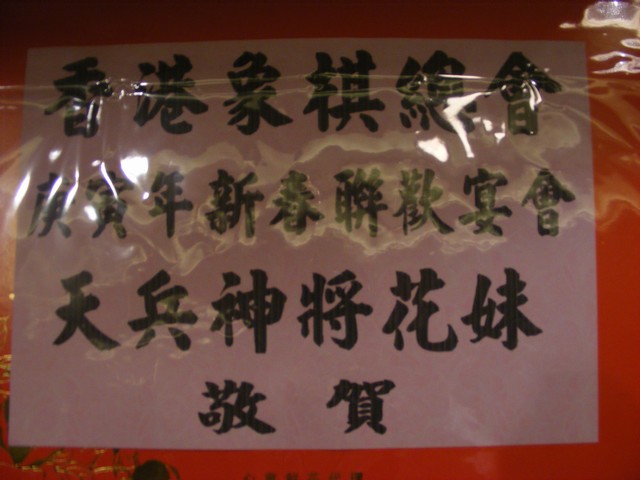 香港象棋總會
庚寅年新春聯歡宴會
天兵神將花妹
敬賀